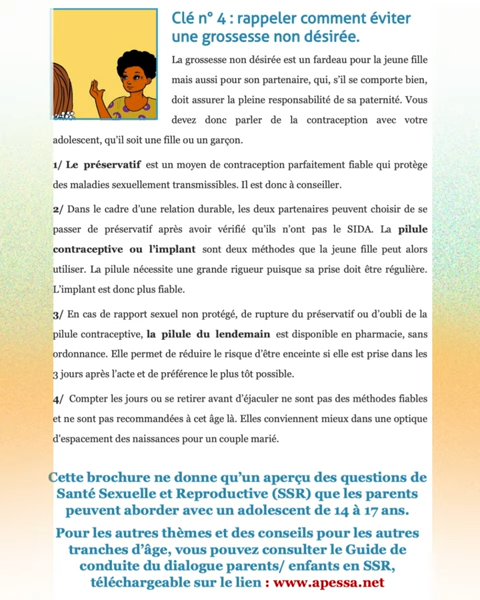 Clé n° 4 : rappeler comment éviter
une grossesse non désirée.
La grossesse non désirée est un fardeau pour la jeune fille
mais aussi pour son partenaire, qui, s'il se comporte bien,
doit assurer la pleine responsabilité de sa paternité. Vous
devez donc parler de la contraception avec votre
adolescent, qu'il soit une fille ou un garçon.
1/ Le préservatif est un moyen de contraception parfaitement fiable qui protège
des maladies sexuellement transmissibles. Il est donc à conseiller.
2/ Dans le cadre d'une relation durable, les deux partenaires peuvent choisir de se
passer de préservatif après avoir vérifié qu'ils n'ont pas le SIDA. La pilule
contraceptive ou l'implant sont deux méthodes que la jeune fille peut alors
utiliser. La pilule nécessite une grande rigueur puisque sa prise doit être régulière.
L'implant est donc plus fiable.
3/ En cas de rapport sexuel non protégé, de rupture du préservatif ou d'oubli de la
pilule contraceptive, la pilule du lendemain est disponible en pharmacie, sans
ordonnance. Elle permet de réduire le risque d'être enceinte si elle est prise dans les
3 jours après l'acte et de préférence le plus tôt possible.
4/ Compter les jours ou se retirer avant d'éjaculer ne sont pas des méthodes fiables
et ne sont pas recommandées à cet âge là. Elles conviennent mieux dans une optique
d'espacement des naissances pour un couple marié.
Cette brochure ne donne qu'un aperçu des questions de
Santé Sexuelle et Reproductive (SSR) que les parents
peuvent aborder avec un adolescent de 14 à 17 ans.
Pour les autres thèmes et des conseils pour les autres
tranches d'âge, vous pouvez consulter le Guide de
conduite du dialogue parents/ enfants en SSR,
téléchargeable sur le lien : www.apessa.net